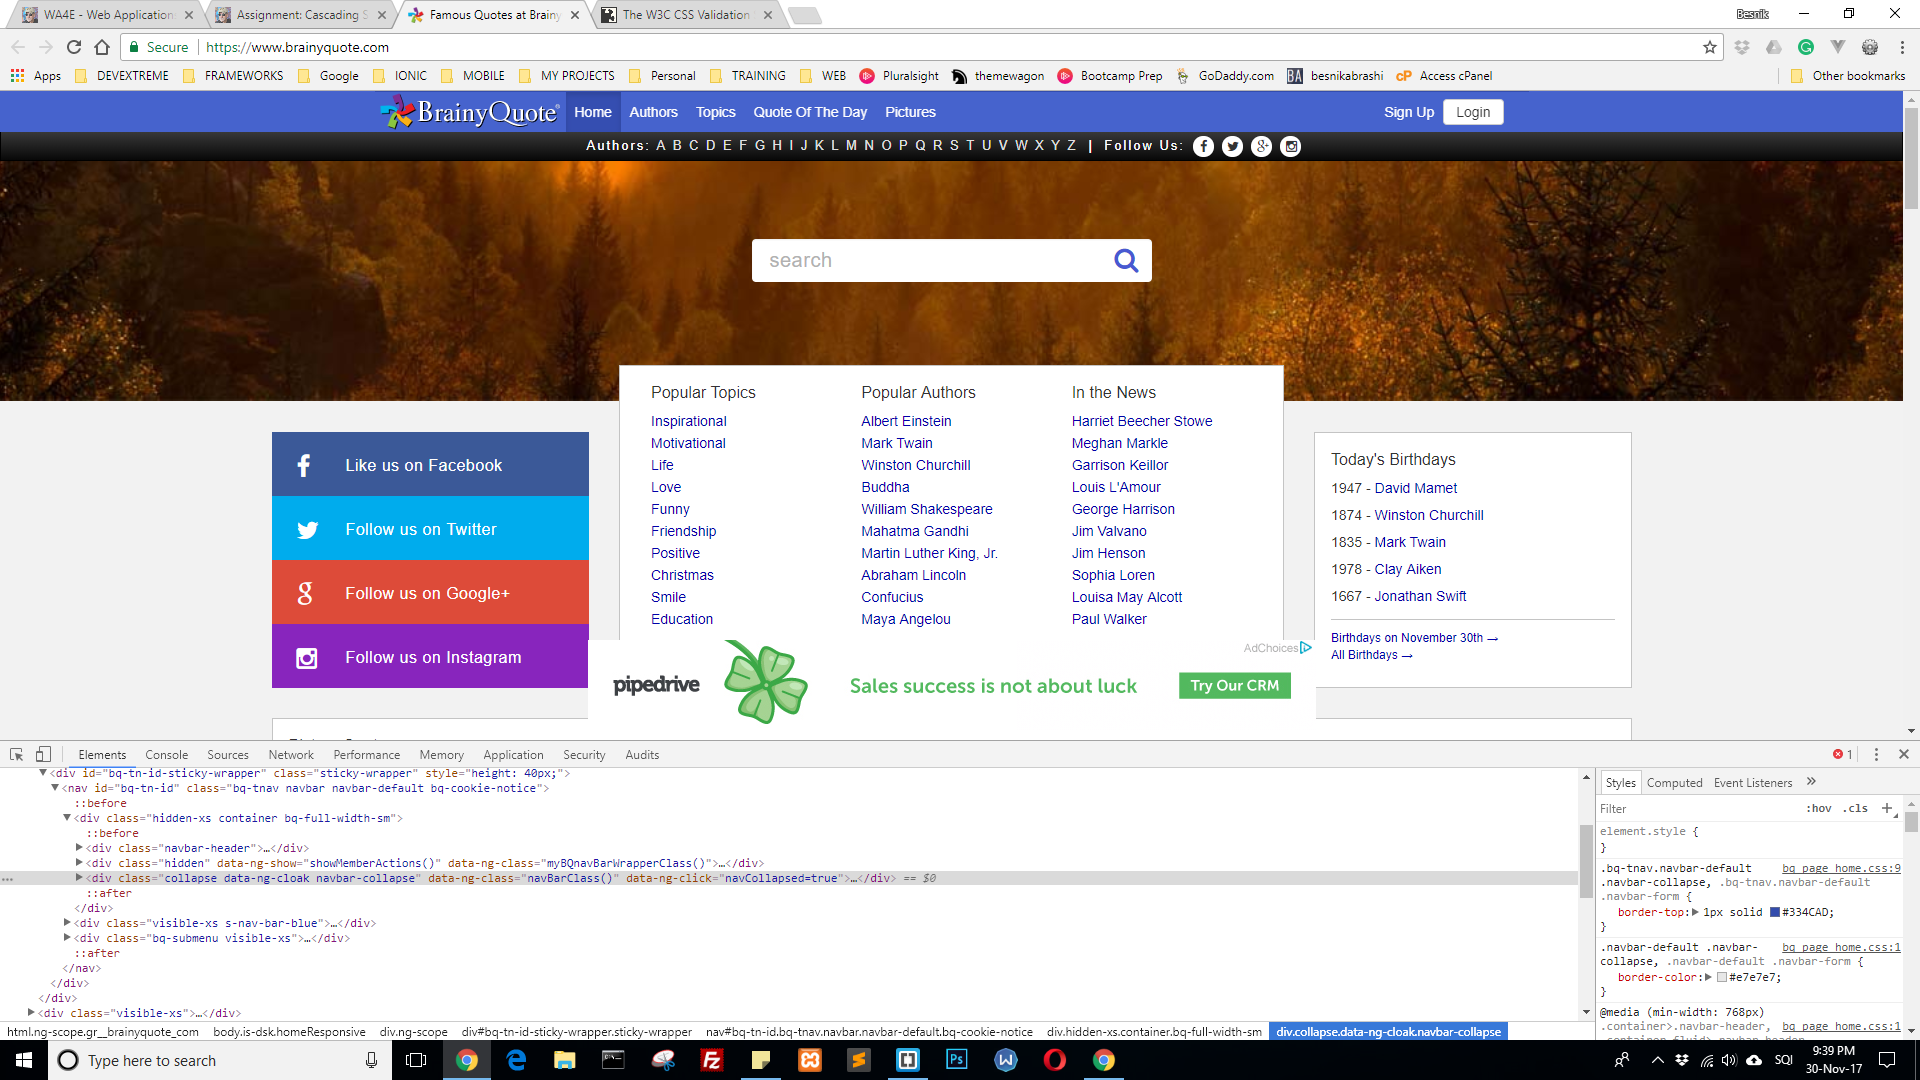 WA4E - Web Application
Assignment: Cascading S
Famous Quotes at Brainy
The W3C CSS Validation
Besnik
Secure https://www.brainyquote.com
Apps DEVEXTREME FRAMEWORKS Google IONIC MOBILE MY PROJECTS Personal TRAINING WEB Pluralsight themewagon Bootcamp Prep GoDaddy.com BA besnikabrashi cP Access cPanel Other bookmarks
BrainyQuote Home Authors Topics Quote Of The Day Pictures Sign Up Login
Authors: A B C D E F G H I J K L M N O P Q R S T U V W X Y Z | Follow Us:
search
Popular Topics
Inspirational
Motivational
Life
Love
Funny
Friendship
Positive
Christmas
Smile
Education
Popular Authors
Albert Einstein
Mark Twain
Winston Churchill
Buddha
William Shakespeare
Mahatma Gandhi
Martin Luther King, Jr.
Abraham Lincoln
Confucius
Maya Angelou
In the News
Harriet Beecher Stowe
Meghan Markle
Garrison Keillor
Louis L'Amour
George Harrison
Jim Valvano
Jim Henson
Sophia Loren
Louisa May Alcott
Paul Walker
Like us on Facebook
Follow us on Twitter
Follow us on Google+
Follow us on Instagram
Today's Birthdays
1947 - David Mamet
1874 - Winston Churchill
1835 - Mark Twain
1978 - Clay Aiken
1667 - Jonathan Swift
Birthdays on November 30th →
All Birthdays →
AdChoices
pipedrive Sales success is not about luck Try Our CRM
Elements Console Sources Network Performance Memory Application Security Audits 1
<div id="bq-tn-id-sticky-wrapper" class="sticky-wrapper" style="height: 40px;">
<nav id="bq-tn-id" class="bq-tnav navbar navbar-default bq-cookie-notice">
::before
<div class="hidden-xs container bq-full-width-sm">
::before
<div class="navbar-header">…</div>
<div class="hidden" data-ng-show="showMemberActions()" data-ng-class="myBQnavBarWrapperClass()">…</div>
<div class="collapse data-ng-cloak navbar-collapse" data-ng-class="navBarClass()" data-ng-click="navCollapsed=true">…</div> == $0
::after
</div>
<div class="visible-xs s-nav-bar-blue">…</div>
<div class="bq-submenu visible-xs">…</div>
::after
</nav>
</div>
</div>
<div class="visible-xs">…</div>
html.ng-scope.gr__brainyquote_com body.is-dsk.homeResponsive div.ng-scope div#bq-tn-id-sticky-wrapper.sticky-wrapper nav#bq-tn-id.bq-tnav.navbar.navbar-default.bq-cookie-notice div.hidden-xs.container.bq-full-width-sm div.collapse.data-ng-cloak.navbar-collapse
Styles Computed Event Listeners »
Filter :hov .cls +
element.style {
}
.bq-tnav.navbar-default bq_page_home.css:9
.navbar-collapse, .bq-tnav.navbar-default
.navbar-form {
border-top: 1px solid #334CAD;
}
.navbar-default .navbar- bq_page_home.css:1
collapse, .navbar-default .navbar-form {
border-color: #e7e7e7;
}
@media (min-width: 768px)
.container>.navbar-header, bq_page_home.css:1
Type here to search
SQI
9:39 PM
30-Nov-17